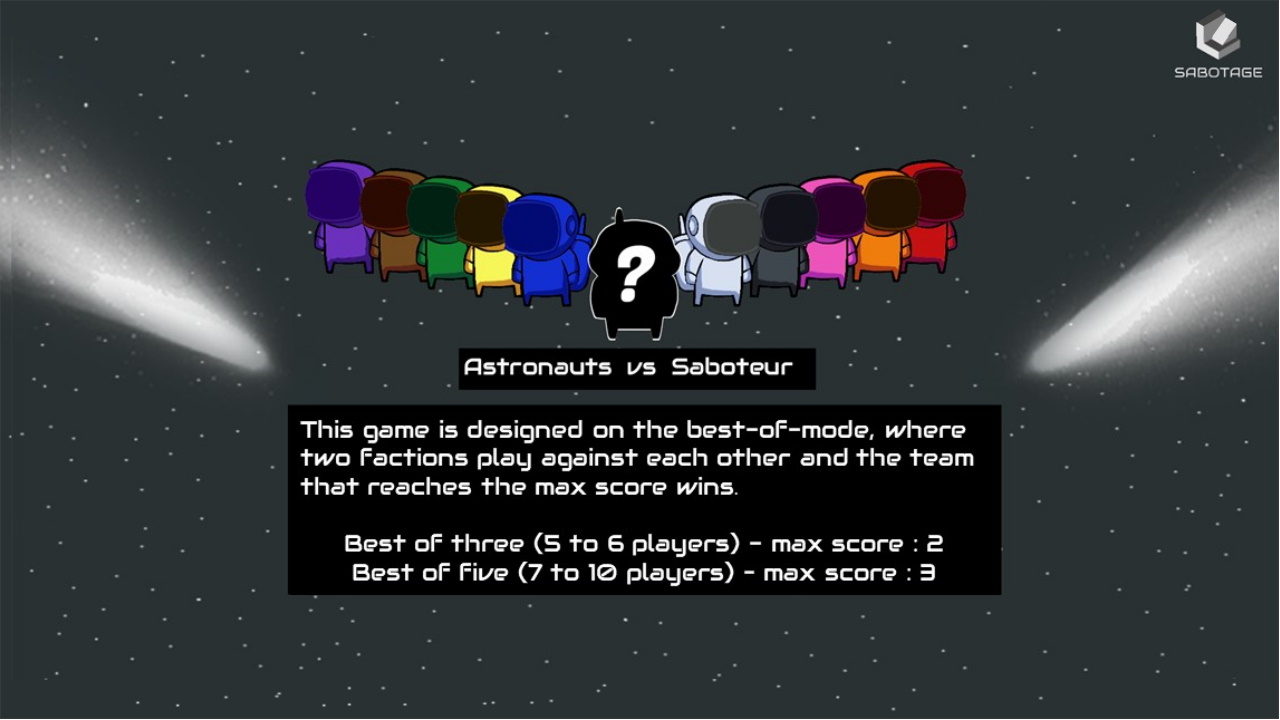 SABOTAGE
?
Astronauts vs Saboteur
This game is designed on the best-of-mode, where
two factions play against each other and the team
that reaches the max score wins.
Best of three (5 to 6 players) - max score : 2
Best of five (7 to 10 players) - max score : 3